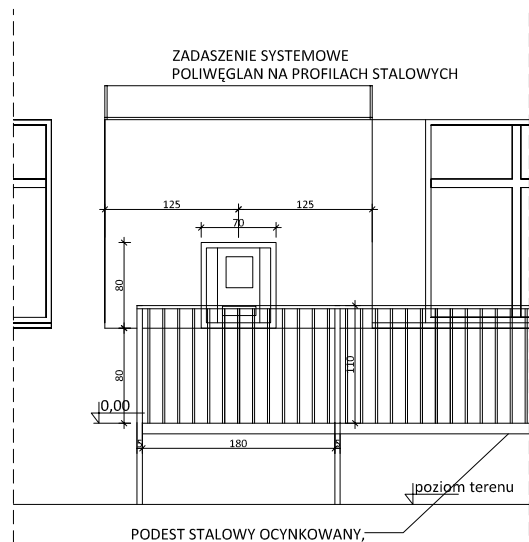 ZADASZENIE SYSTEMOWE
POLIWĘGLAN NA PROFILACH STALOWYCH
125
125
70
80
80
110
0,00
5
180
5
poziom terenu
PODEST STALOWY OCYNKOWANY,